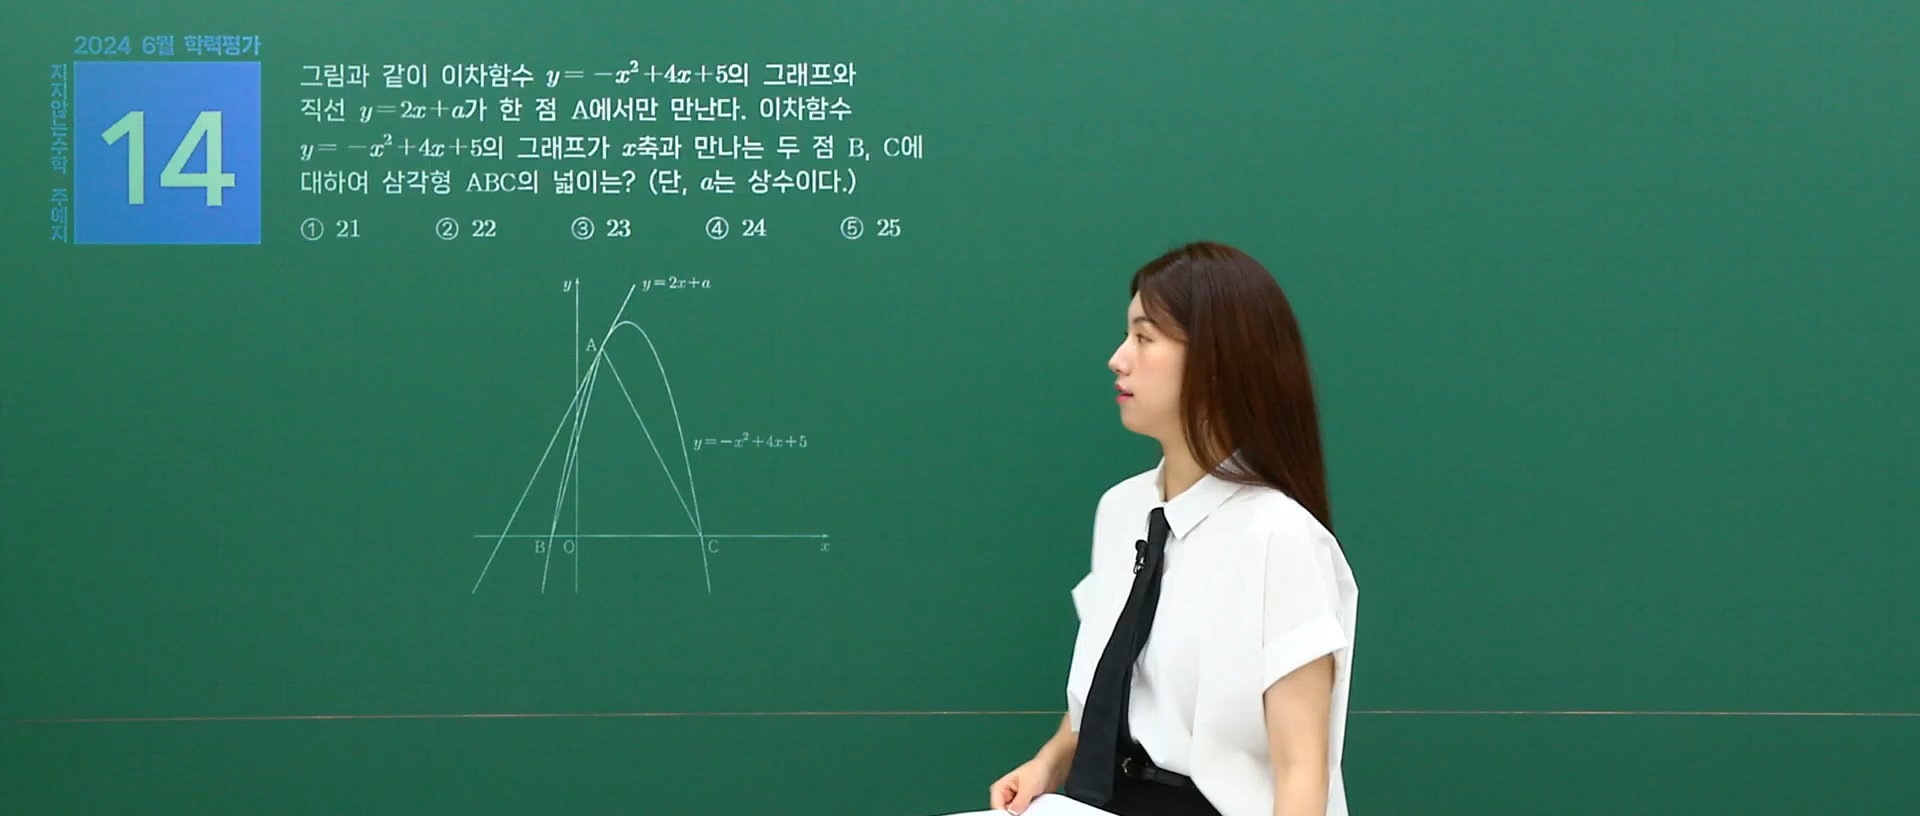 2024 6월 학력평가
지지않는수학 주예지
14
그림과 같이 이차함수 y=-x²+4x+5의 그래프와
직선 y=2x+a가 한 점 A에서만 만난다. 이차함수
y=-x²+4x+5의 그래프가 x축과 만나는 두 점 B, C에
대하여 삼각형 ABC의 넓이는? (단, a는 상수이다.)
① 21 ② 22 ③ 23 ④ 24 ⑤ 25
y
y=2x+a
A
y=-x²+4x+5
B O C x